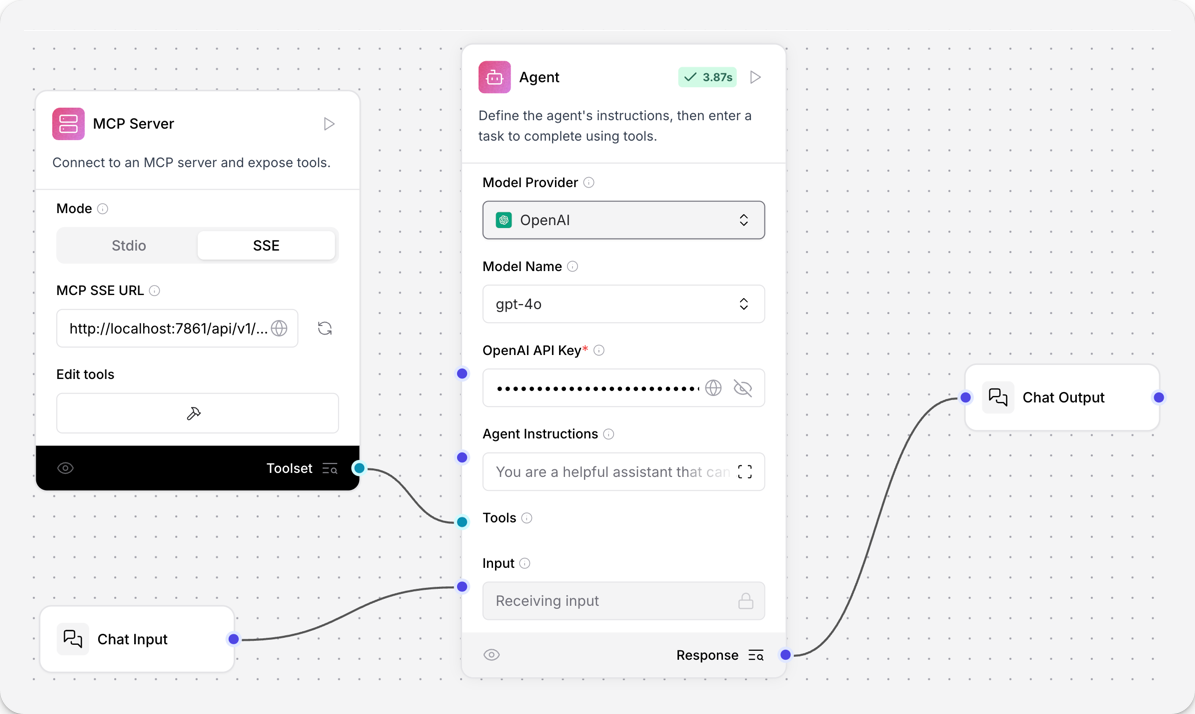 MCP Server
Connect to an MCP server and expose tools.
Mode
Stdio
SSE
MCP SSE URL
http://localhost:7861/api/v1/...
Edit tools
Toolset
Chat Input
Agent
3.87s
Define the agent's instructions, then enter a
task to complete using tools.
Model Provider
OpenAI
Model Name
gpt-4o
OpenAI API Key*
Agent Instructions
You are a helpful assistant that can
Tools
Input
Receiving input
Response
Chat Output